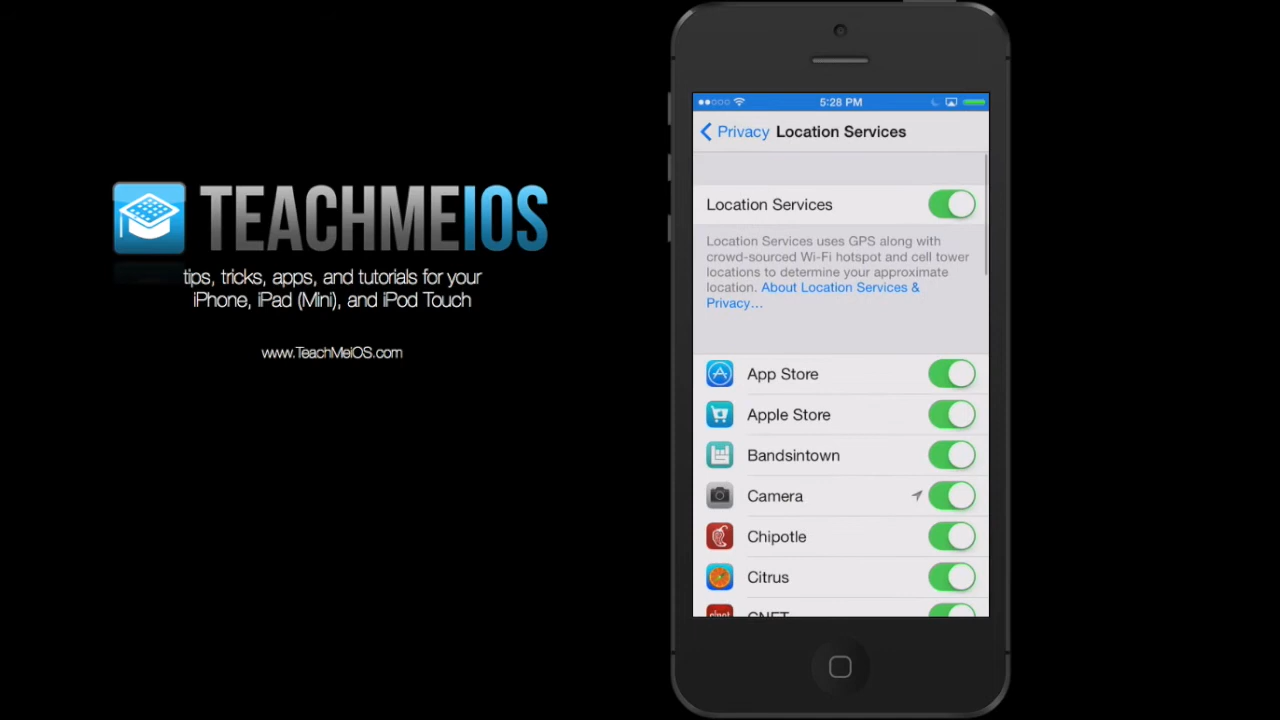 TEACHMEIOS
tips, tricks, apps, and tutorials for your
iPhone, iPad (Mini), and iPod Touch
www.TeachMeiOS.com
5:28 PM
Privacy Location Services
Location Services
Location Services uses GPS along with
crowd-sourced Wi-Fi hotspot and cell tower
locations to determine your approximate
location. About Location Services &
Privacy...
App Store
Apple Store
Bandsintown
Camera
Chipotle
Citrus
cnet CNET